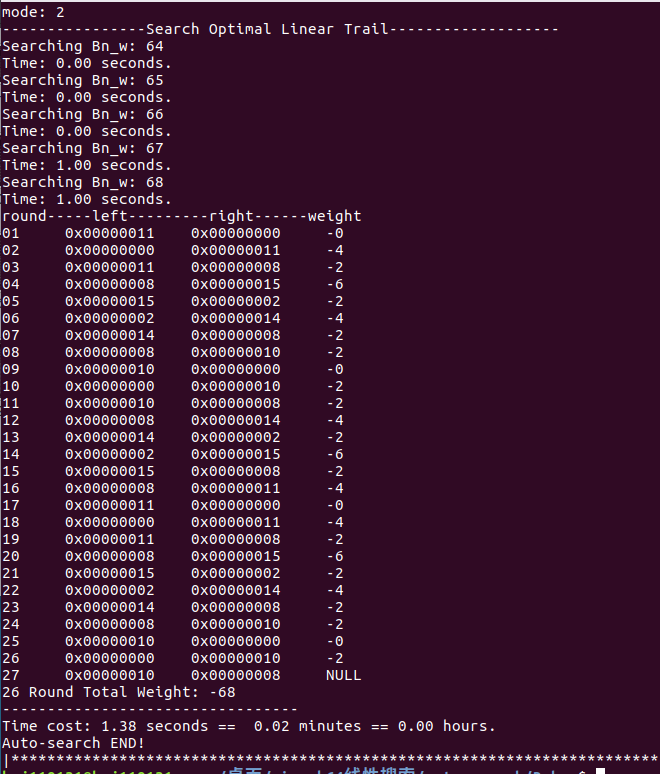 mode: 2
----------------Search Optimal Linear Trail-------------------
Searching Bn_w: 64
Time: 0.00 seconds.
Searching Bn_w: 65
Time: 0.00 seconds.
Searching Bn_w: 66
Time: 0.00 seconds.
Searching Bn_w: 67
Time: 1.00 seconds.
Searching Bn_w: 68
Time: 1.00 seconds.
round-----left---------right------weight
01     0x00000011    0x00000000     -0
02     0x00000000    0x00000011     -4
03     0x00000011    0x00000008     -2
04     0x00000008    0x00000015     -6
05     0x00000015    0x00000002     -2
06     0x00000002    0x00000014     -4
07     0x00000014    0x00000008     -2
08     0x00000008    0x00000010     -2
09     0x00000010    0x00000000     -0
10     0x00000000    0x00000010     -2
11     0x00000010    0x00000008     -2
12     0x00000008    0x00000014     -4
13     0x00000014    0x00000002     -2
14     0x00000002    0x00000015     -6
15     0x00000015    0x00000008     -2
16     0x00000008    0x00000011     -4
17     0x00000011    0x00000000     -0
18     0x00000000    0x00000011     -4
19     0x00000011    0x00000008     -2
20     0x00000008    0x00000015     -6
21     0x00000015    0x00000002     -2
22     0x00000002    0x00000014     -4
23     0x00000014    0x00000008     -2
24     0x00000008    0x00000010     -2
25     0x00000010    0x00000000     -0
26     0x00000000    0x00000010     -2
27     0x00000010    0x00000008     NULL
26 Round Total Weight: -68
---------------------------------
Time cost: 1.38 seconds ==  0.02 minutes == 0.00 hours.
Auto-search END!
|************************************************************************